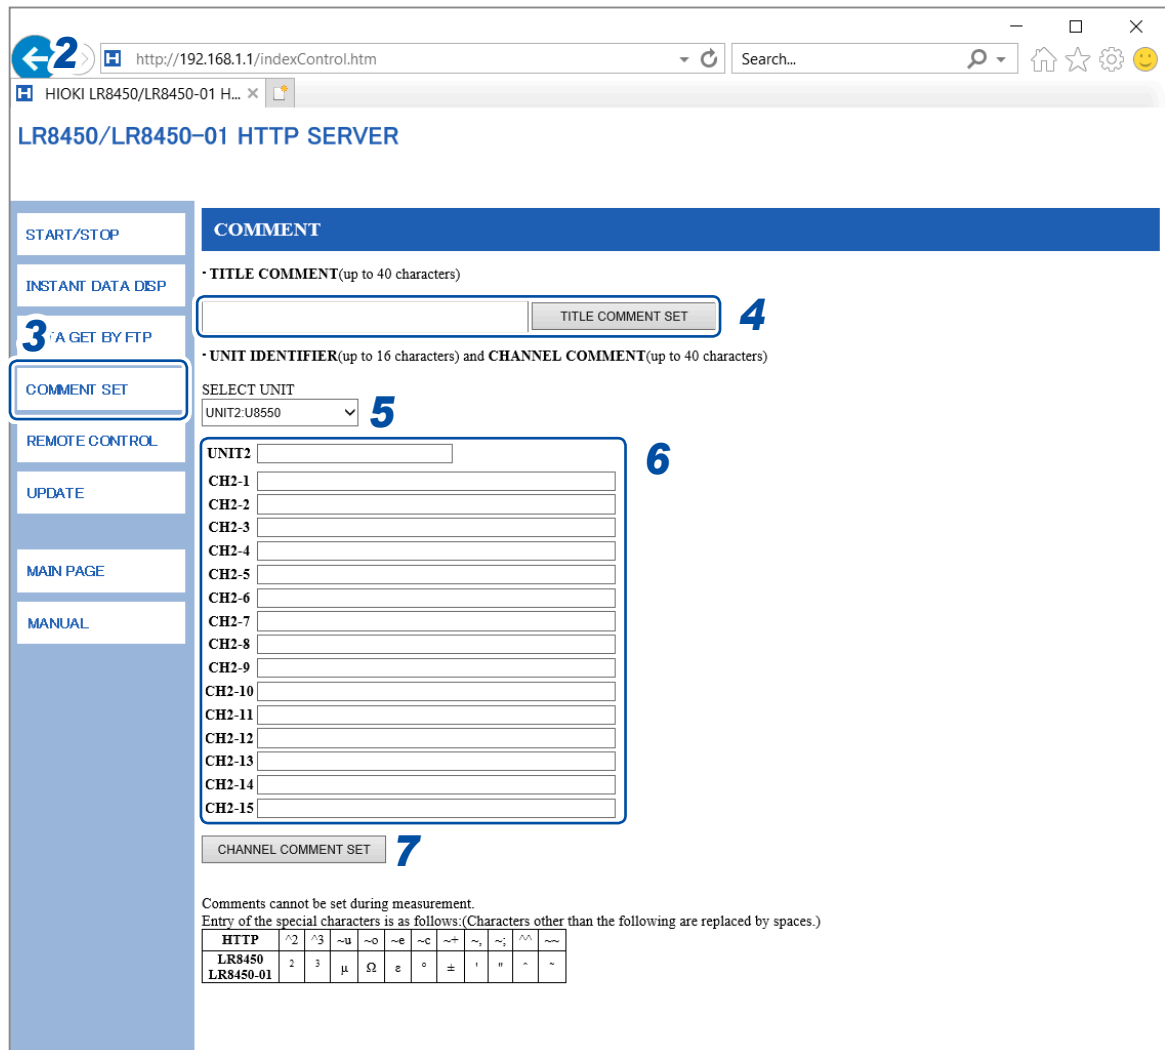 2
http://192.168.1.1/indexControl.htm
Search...
HIOKI LR8450/LR8450-01 H...
LR8450/LR8450-01 HTTP SERVER
START/STOP
INSTANT DATA DISP
3
A GET BY FTP
COMMENT SET
REMOTE CONTROL
UPDATE
MAIN PAGE
MANUAL
COMMENT
・TITLE COMMENT(up to 40 characters)
TITLE COMMENT SET
4
・UNIT IDENTIFIER(up to 16 characters) and CHANNEL COMMENT(up to 40 characters)
SELECT UNIT
UNIT2:U8550
5
6
UNIT2
CH2-1
CH2-2
CH2-3
CH2-4
CH2-5
CH2-6
CH2-7
CH2-8
CH2-9
CH2-10
CH2-11
CH2-12
CH2-13
CH2-14
CH2-15
CHANNEL COMMENT SET
7
Comments cannot be set during measurement.
Entry of the special characters is as follows:(Characters other than the following are replaced by spaces.)
HTTP ^2 ^3 ~u ~o ~e ~c ~+ ~, ~; ^^ ~~
LR8450
LR8450-01 ² ³ μ Ω ε ° ± ' " ^ ~